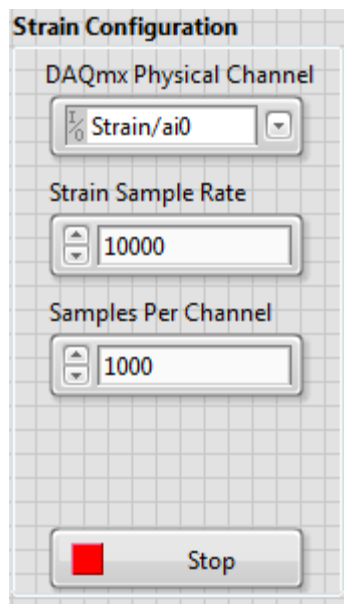 Strain Configuration
DAQmx Physical Channel
I/O Strain/ai0
Strain Sample Rate
10000
Samples Per Channel
1000
Stop